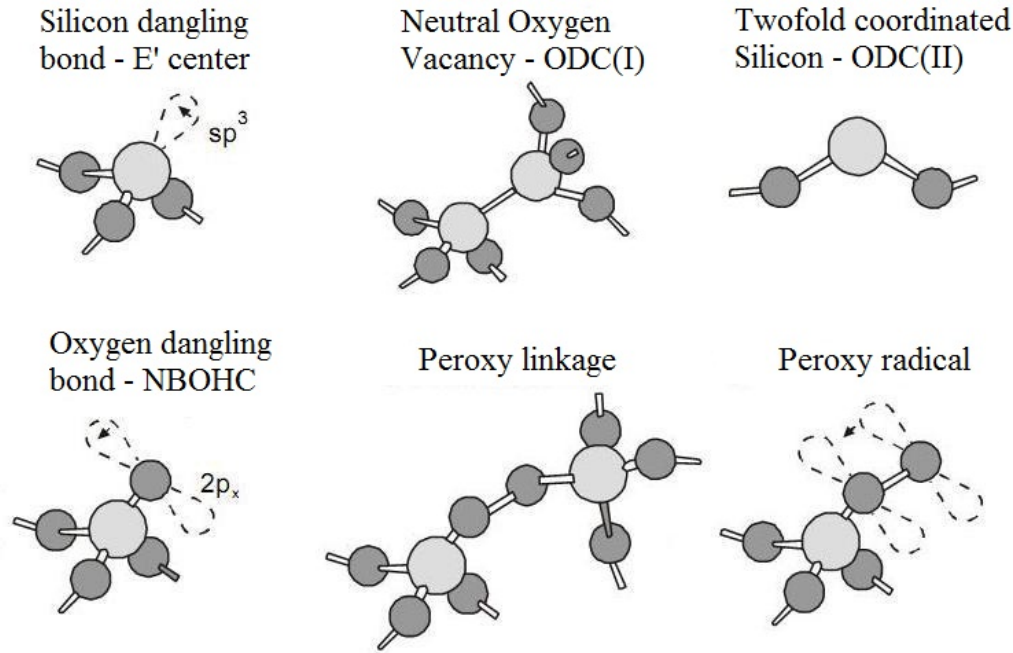 Silicon dangling
bond - E' center
sp³
Neutral Oxygen
Vacancy - ODC(I)
Twofold coordinated
Silicon - ODC(II)
Oxygen dangling
bond - NBOHC
2pₓ
Peroxy linkage
Peroxy radical